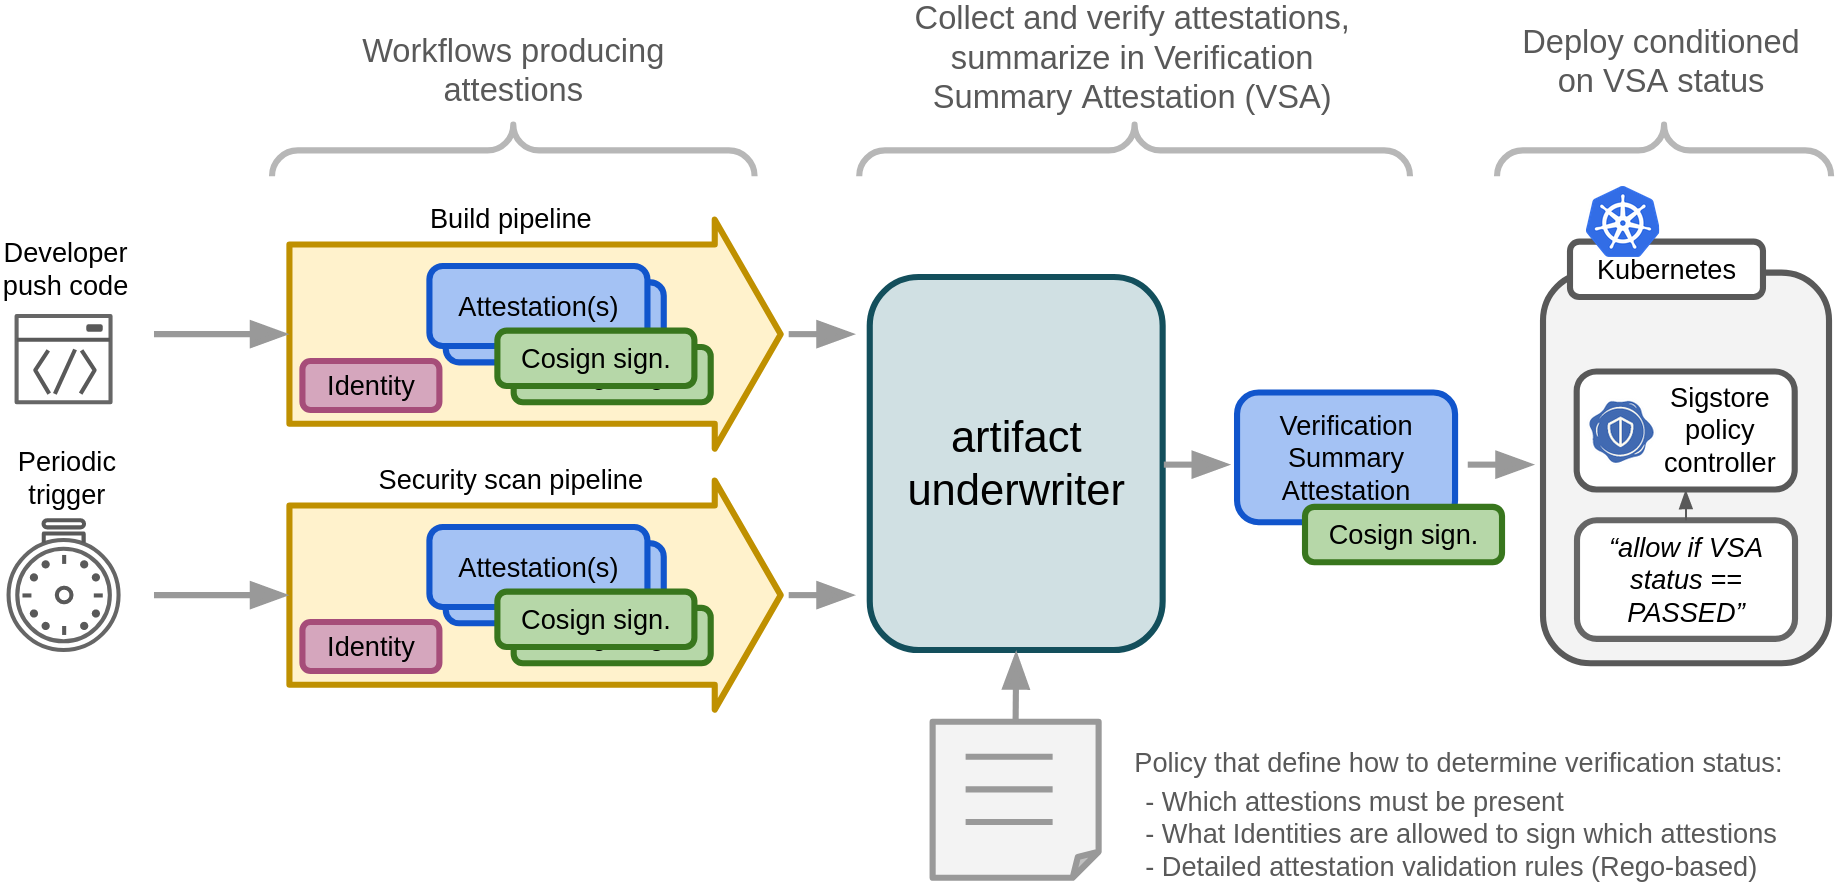 Workflows producing
attestions
Collect and verify attestations,
summarize in Verification
Summary Attestation (VSA)
Deploy conditioned
on VSA status
Developer
push code
Build pipeline
Attestation(s)
Cosign sign.
Identity
Periodic
trigger
Security scan pipeline
Attestation(s)
Cosign sign.
Identity
artifact
underwriter
Verification
Summary
Attestation
Cosign sign.
Kubernetes
Sigstore
policy
controller
“allow if VSA
status ==
PASSED”
Policy that define how to determine verification status:
- Which attestions must be present
- What Identities are allowed to sign which attestions
- Detailed attestation validation rules (Rego-based)